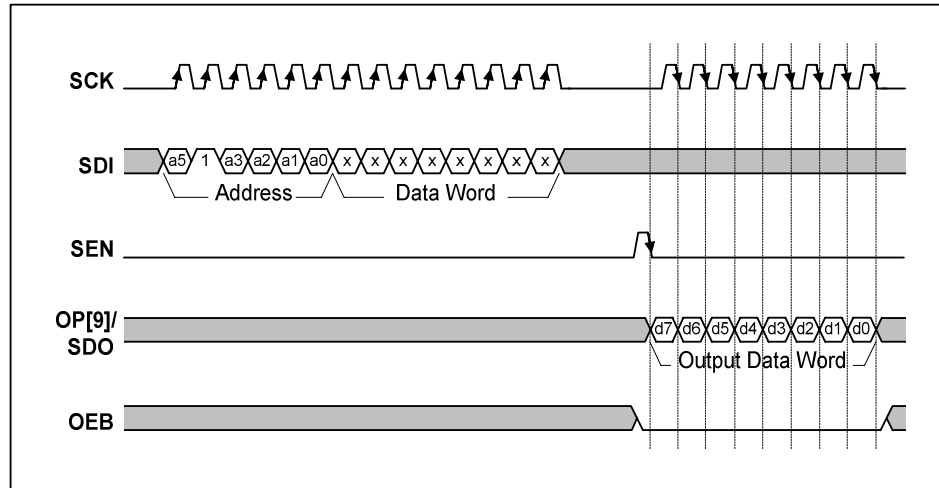 SCK
SDI a5 1 a3 a2 a1 a0 x x x x x x x x
Address Data Word
SEN
OP[9]/
SDO d7 d6 d5 d4 d3 d2 d1 d0
Output Data Word
OEB